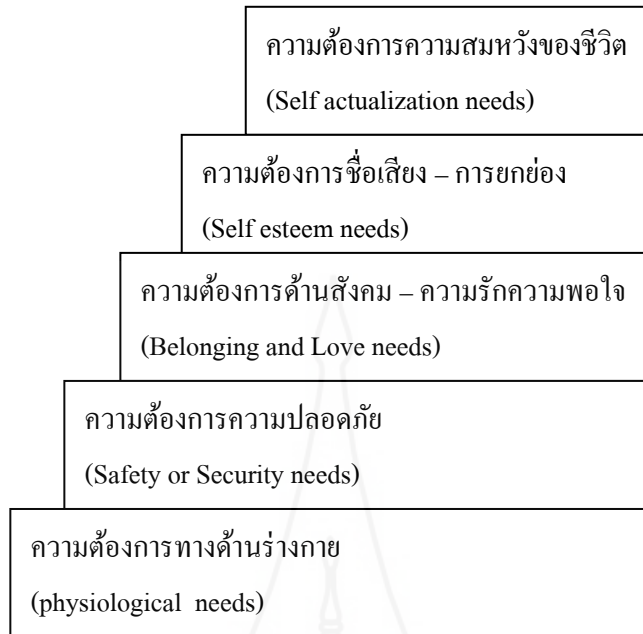 ความต้องการความสมหวังของชีวิต
(Self actualization needs)
ความต้องการชื่อเสียง – การยกย่อง
(Self esteem needs)
ความต้องการด้านสังคม – ความรักความพอใจ
(Belonging and Love needs)
ความต้องการความปลอดภัย
(Safety or Security needs)
ความต้องการทางด้านร่างกาย
(physiological needs)